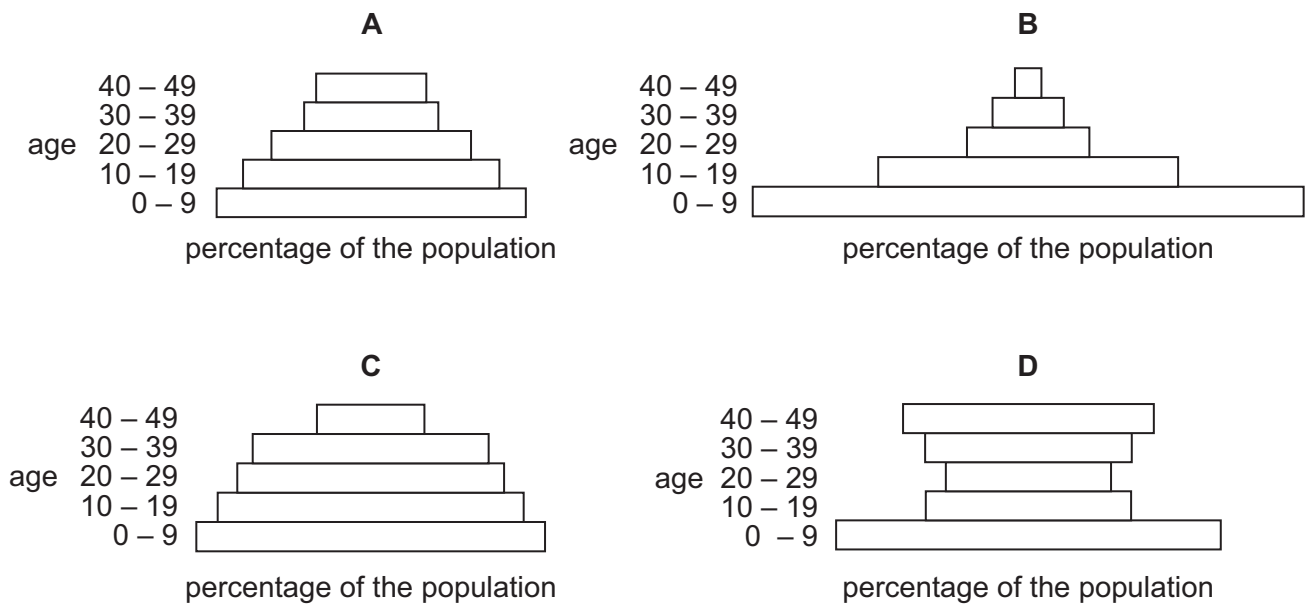 A
40 – 49
30 – 39
age 20 – 29
10 – 19
0 – 9
percentage of the population
B
40 – 49
30 – 39
age 20 – 29
10 – 19
0 – 9
percentage of the population
C
40 – 49
30 – 39
age 20 – 29
10 – 19
0 – 9
percentage of the population
D
40 – 49
30 – 39
age 20 – 29
10 – 19
0 – 9
percentage of the population